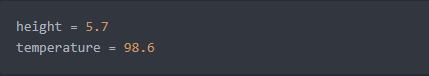 height = 5.7
temperature = 98.6